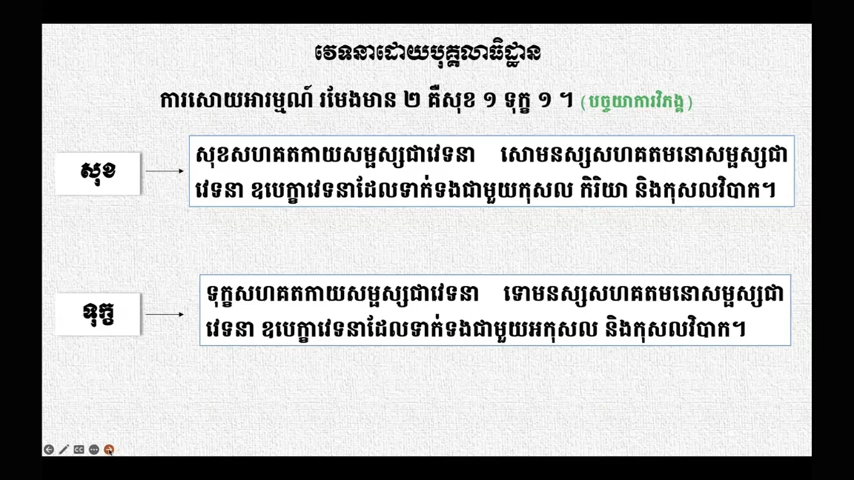 វេទនាដោយបុគ្គលាធិដ្ឋាន
ការសោយអារម្មណ៍ រមែងមាន ២ គឺសុខ ១ ទុក្ខ ១ ។ (បច្ចយាការវិភង្គ)
សុខ
សុខសហគតកាយសម្ផស្សជាវេទនា សោមនស្សសហគតមនោសម្ផស្សជា
វេទនា ឧបេក្ខាវេទនាដែលទាក់ទងជាមួយកុសល កិរិយា និងកុសលវិបាក។
ទុក្ខ
ទុក្ខសហគតកាយសម្ផស្សជាវេទនា ទោមនស្សសហគតមនោសម្ផស្សជា
វេទនា ឧបេក្ខាវេទនាដែលទាក់ទងជាមួយអកុសល និងកុសលវិបាក។